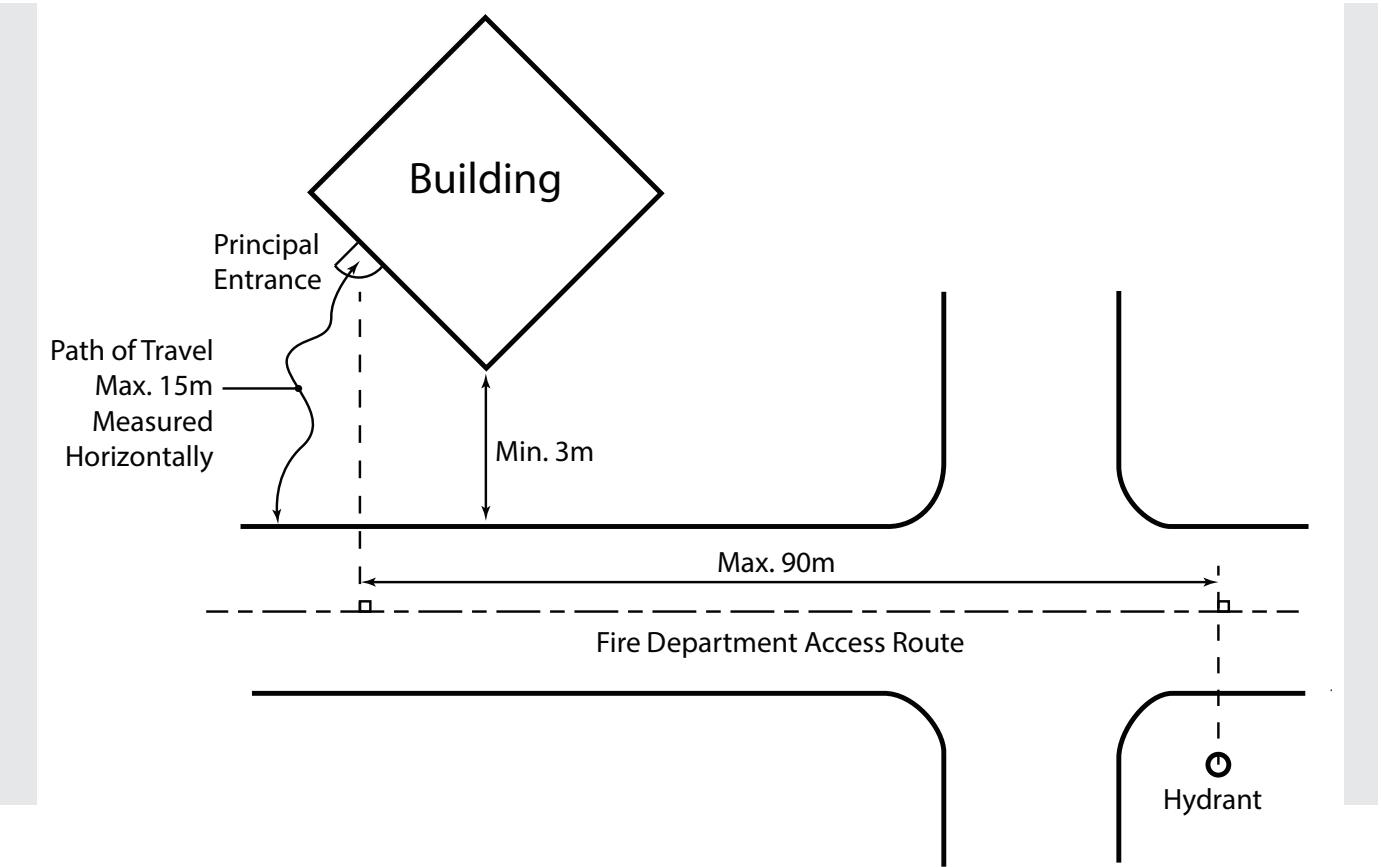 Building
Principal
Entrance
Path of Travel
Max. 15m
Measured
Horizontally
Min. 3m
Max. 90m
Fire Department Access Route
Hydrant